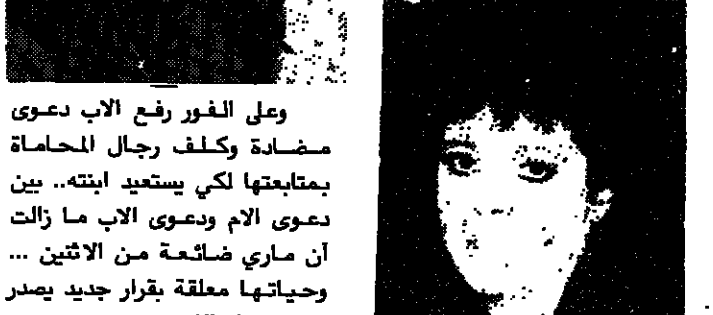 وعلى الفور رفع الاب دعوى
مضادة وكلف رجال المحاماة
بمتابعتها لكي يستعيد ابنته.. بين
دعوى الام ودعوى الاب ما زالت
آن ماري ضائعة من الاثنين ...
وحياتها معلقة بقرار جديد يصدر